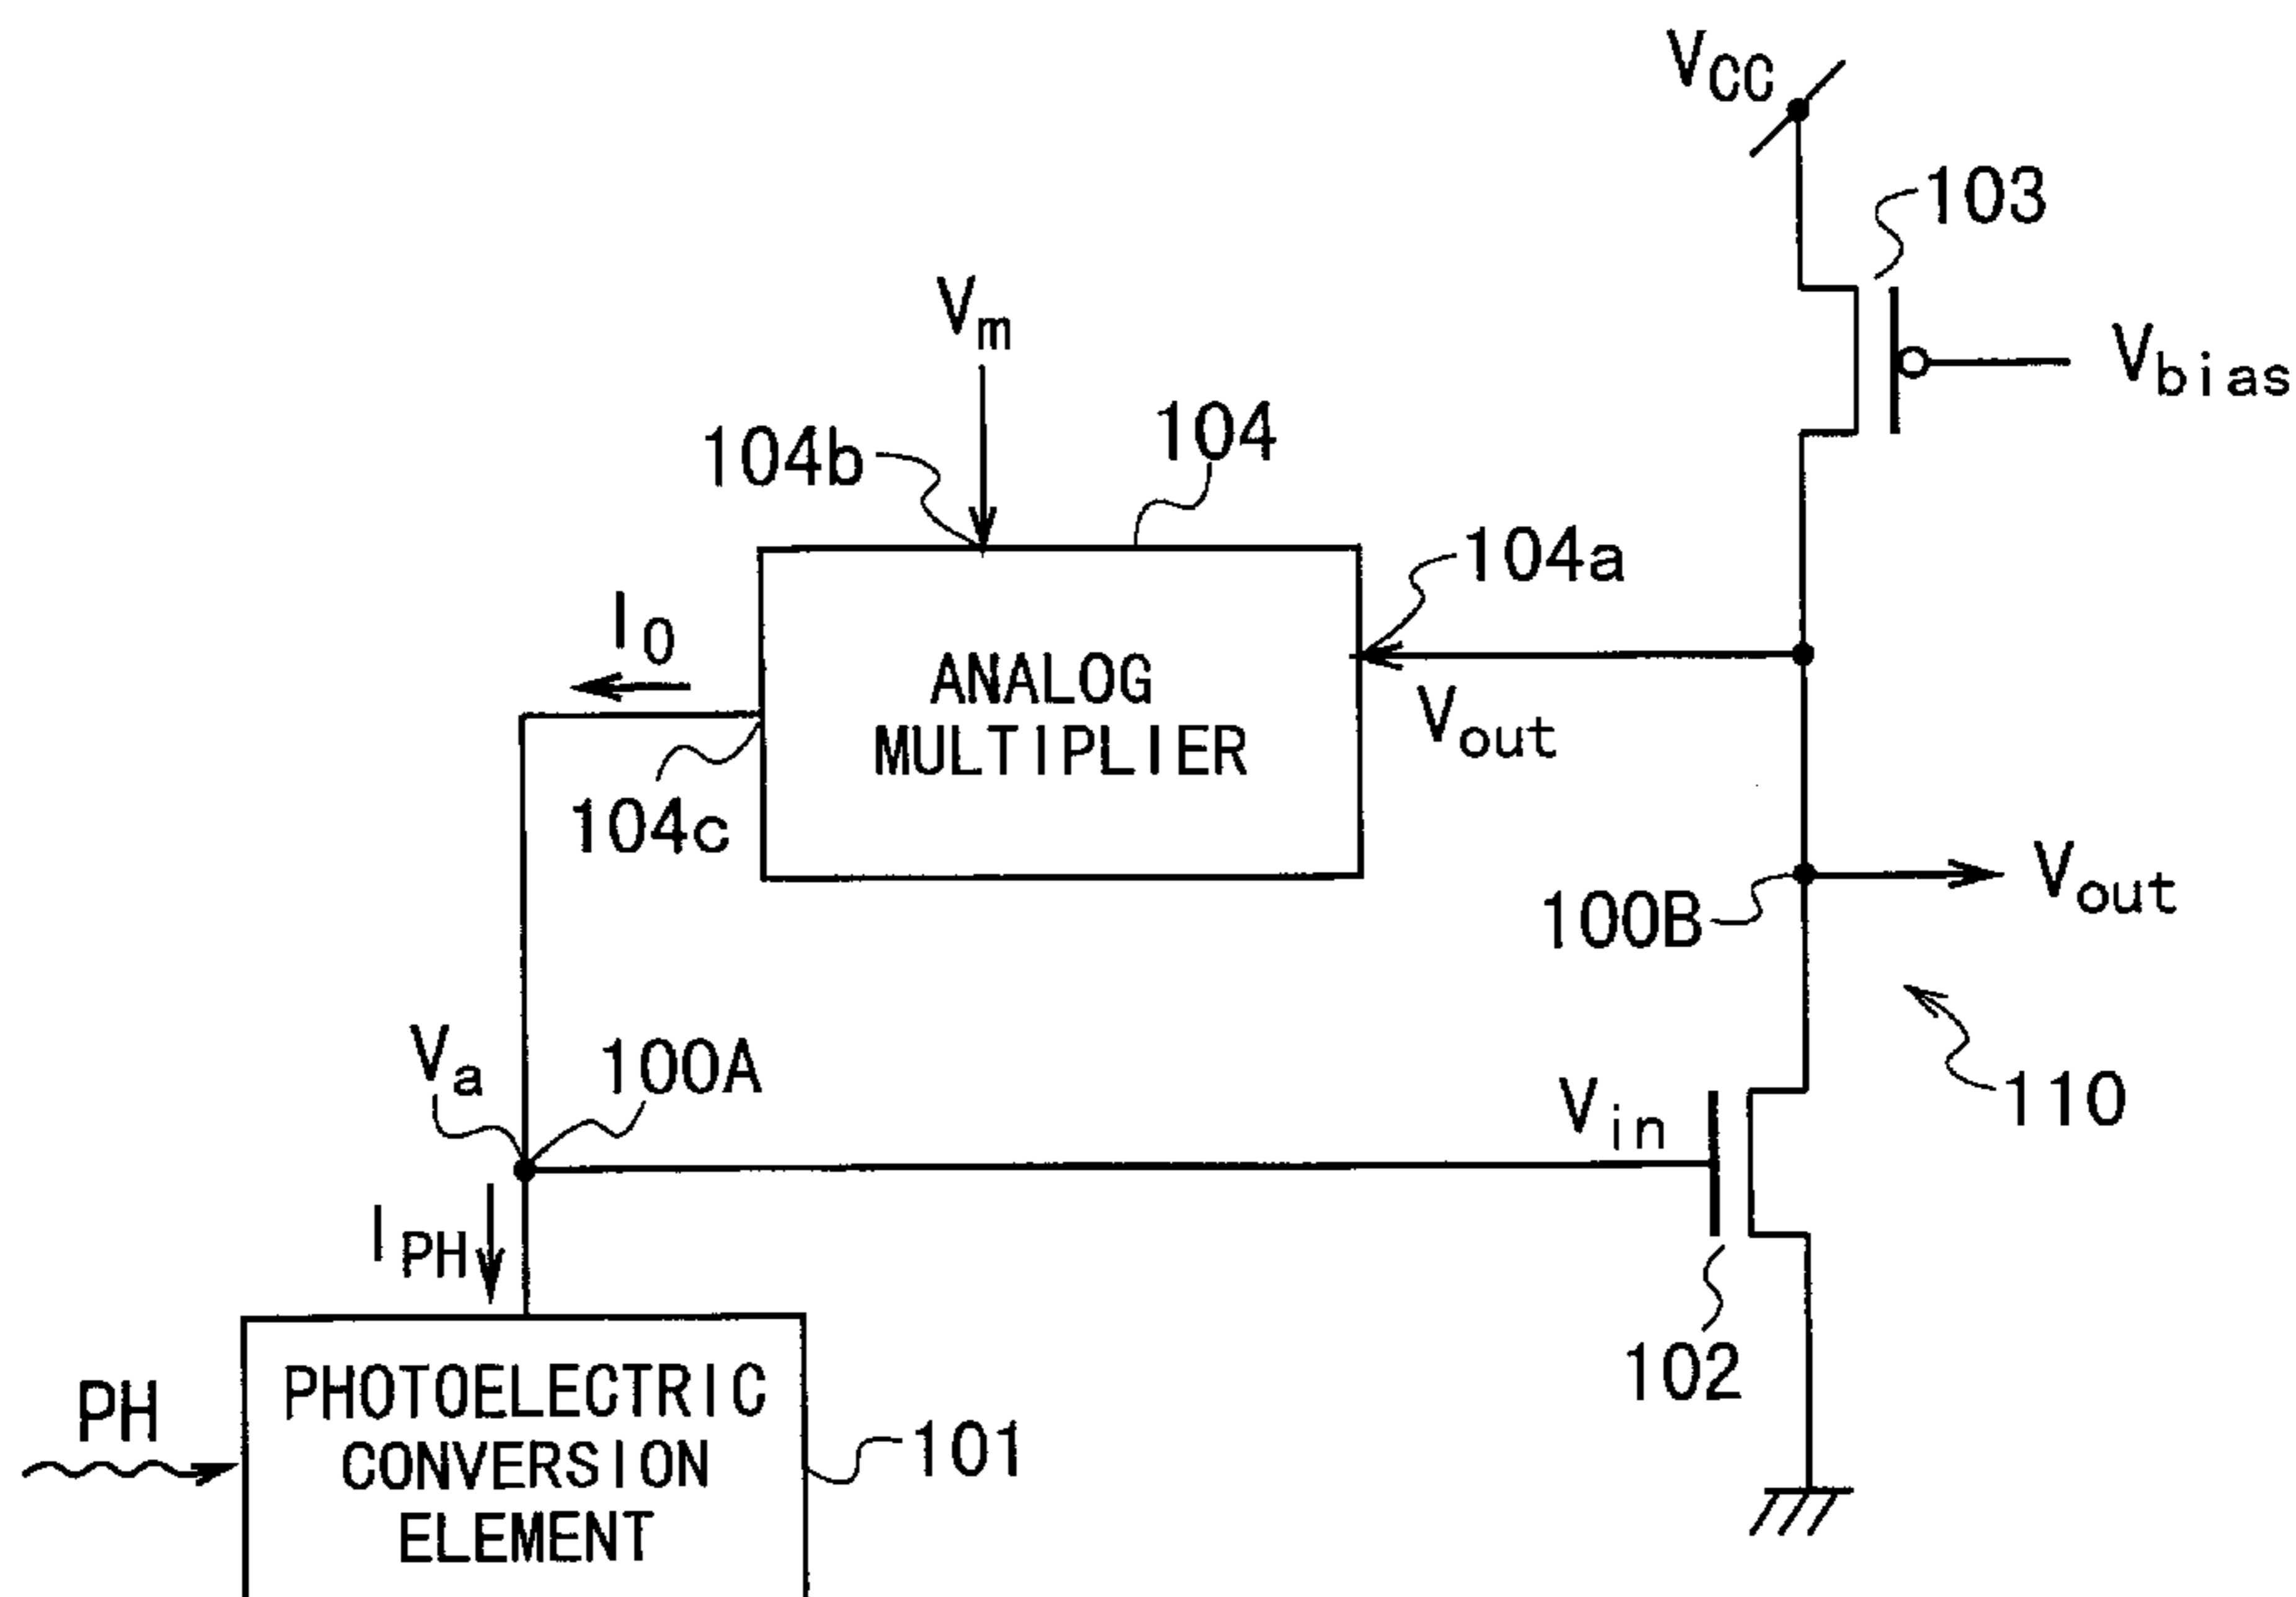 VCC
103
Vm
Vbias
104
104b
104a
IO
ANALOG
MULTIPLIER
Vout
104c
Vout
100B
Va
100A
Vin
110
IPH
102
PH
PHOTOELECTRIC
CONVERSION
ELEMENT
101